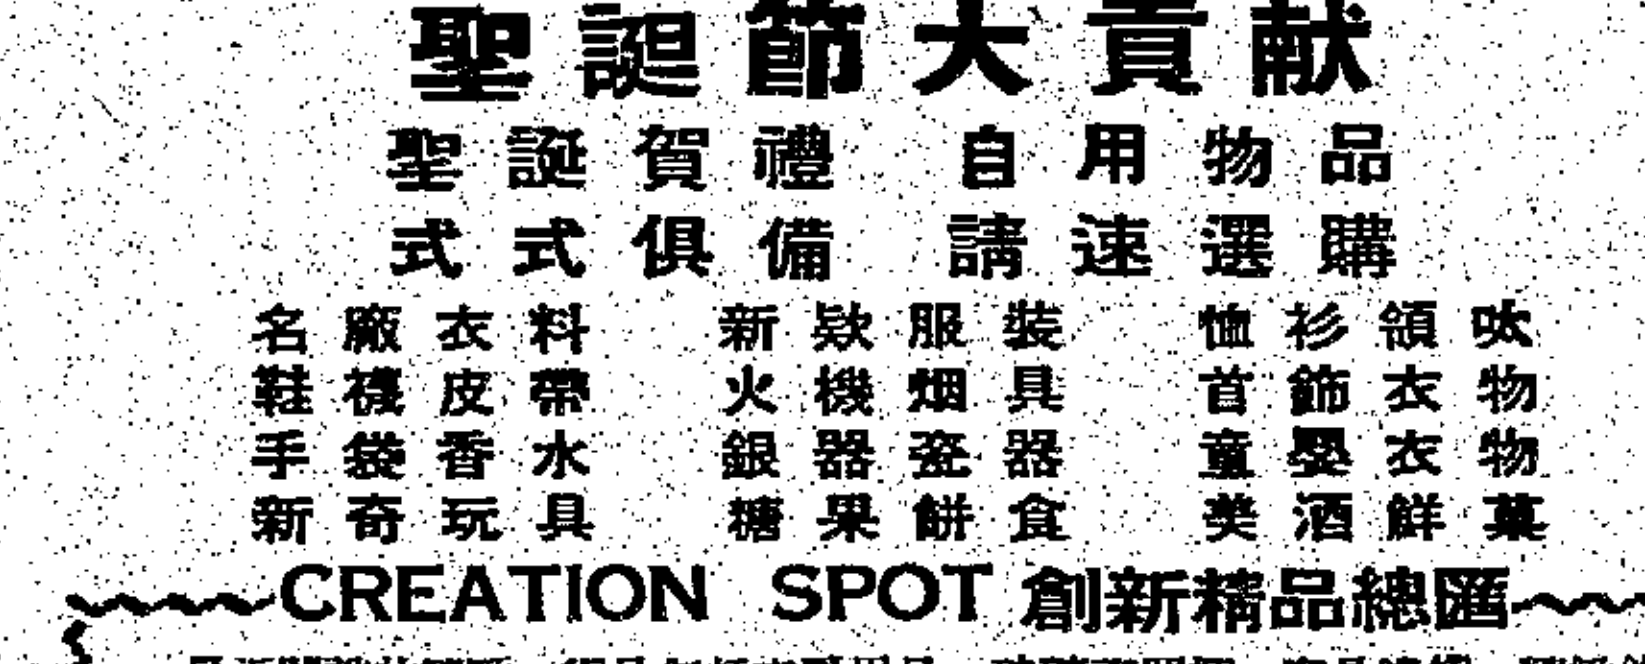 聖誕節大貢献
聖誕賀禮 自用物品
式式俱備 請速選購
名廠衣料 新欵服裝 恤衫領呔
鞋襪皮帶 火機烟具 首飾衣物
手袋香水 銀器瓷器 童嬰衣物
新奇玩具 糖果餅食 美酒鮮菓
CREATION SPOT 創新精品總匯